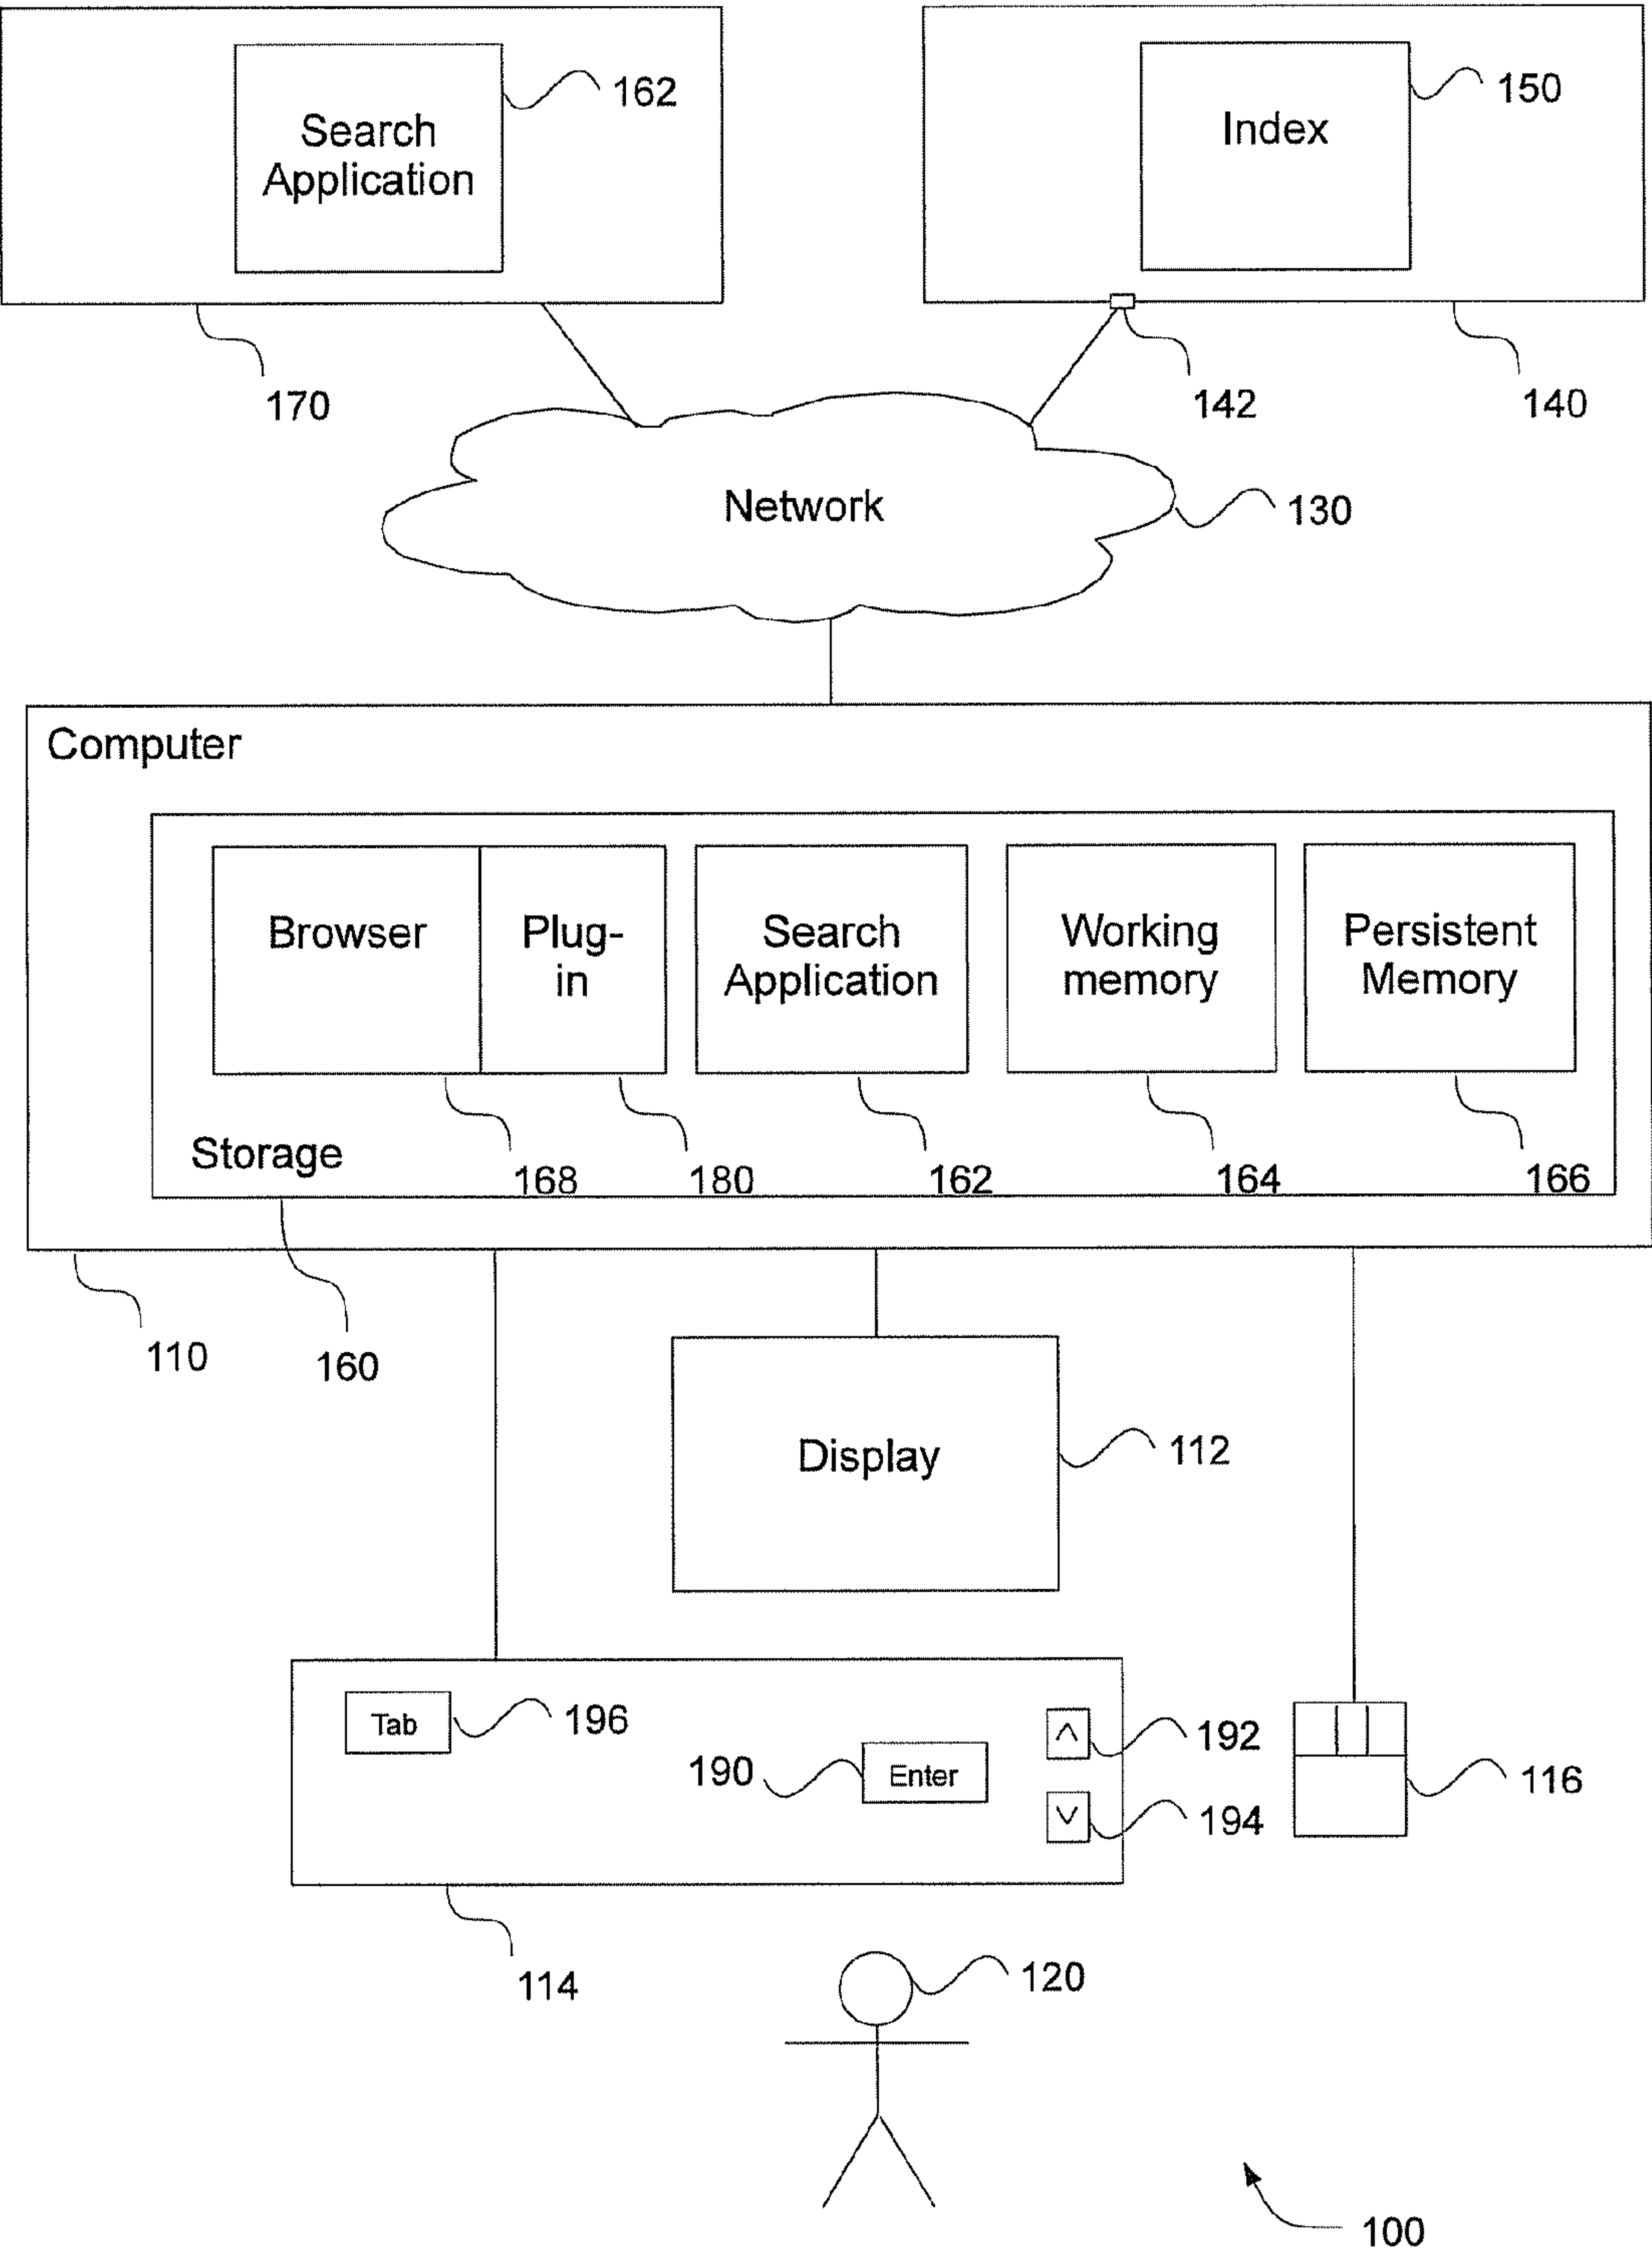 Search
Application
162
Index
150
170
142
140
Network
130
Computer
Browser
Plug-
in
Search
Application
Working
memory
Persistent
Memory
Storage
168
180
162
164
166
110
160
Display
112
Tab
196
190
Enter
^
192
V
194
116
114
120
100